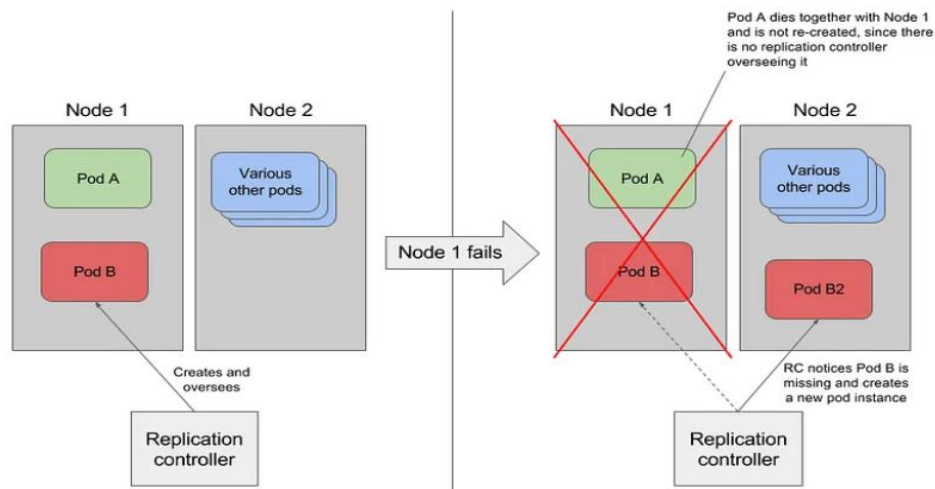 Pod A dies together with Node 1
and is not re-created, since there
is no replication controller
overseeing it
Node 1
Node 2
Pod A
Various
other pods
Pod B
Creates and
oversees
Replication
controller
Node 1 fails
Node 1
Node 2
Pod A
Various
other pods
Pod B
Pod B2
RC notices Pod B is
missing and creates
a new pod instance
Replication
controller